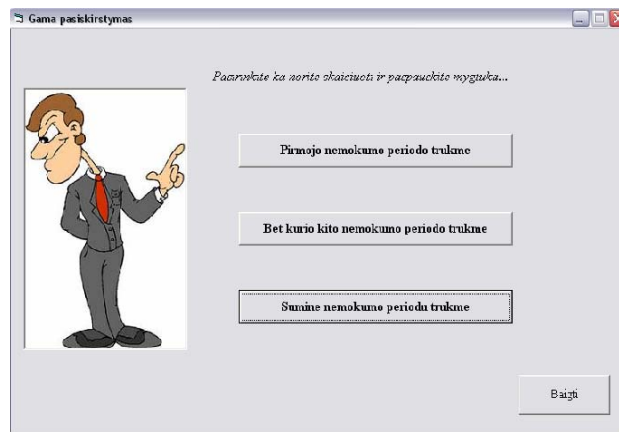 Gama pasiskirstymas
Pasirinkite ka norite skaiciuoti ir paspauskite mygtuka...
Pirmojo nemokumo periodo trukme
Bet kurio kito nemokumo periodo trukme
Sumine nemokumo periodu trukme
Baigti